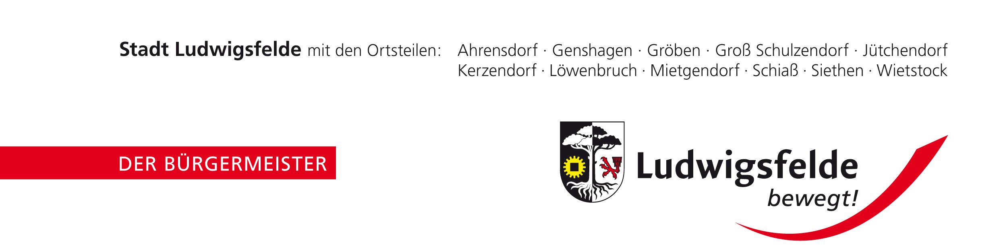 Stadt Ludwigsfelde mit den Ortsteilen: Ahrensdorf · Genshagen · Gröben · Groß Schulzendorf · Jütchendorf
Kerzendorf · Löwenbruch · Mietgendorf · Schiaß · Siethen · Wietstock
DER BÜRGERMEISTER
Ludwigsfelde
bewegt!